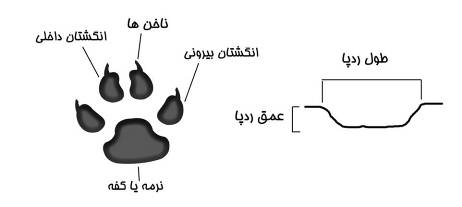 ناخن ها
انگشتان داخلی
انگشتان بیرونی
نرمه یا کفه
طول ردپا
عمق ردپا